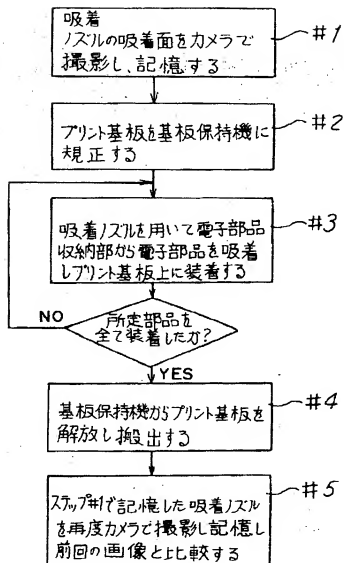 吸着
ノズルの吸着面をカメラで
撮影し、記憶する
#1
プリント基板を基板保持機に
規正する
#2
吸着ノズルを用いて電子部品
収納部から電子部品を吸着
しプリント基板上に装着する
#3
所定部品を
全て装着したか?
NO
YES
基板保持機からプリント基板を
解放し搬出する
#4
ステップ#1で記憶した吸着ノズル
を再度カメラで撮影し記憶し
前回の画像と比較する
#5